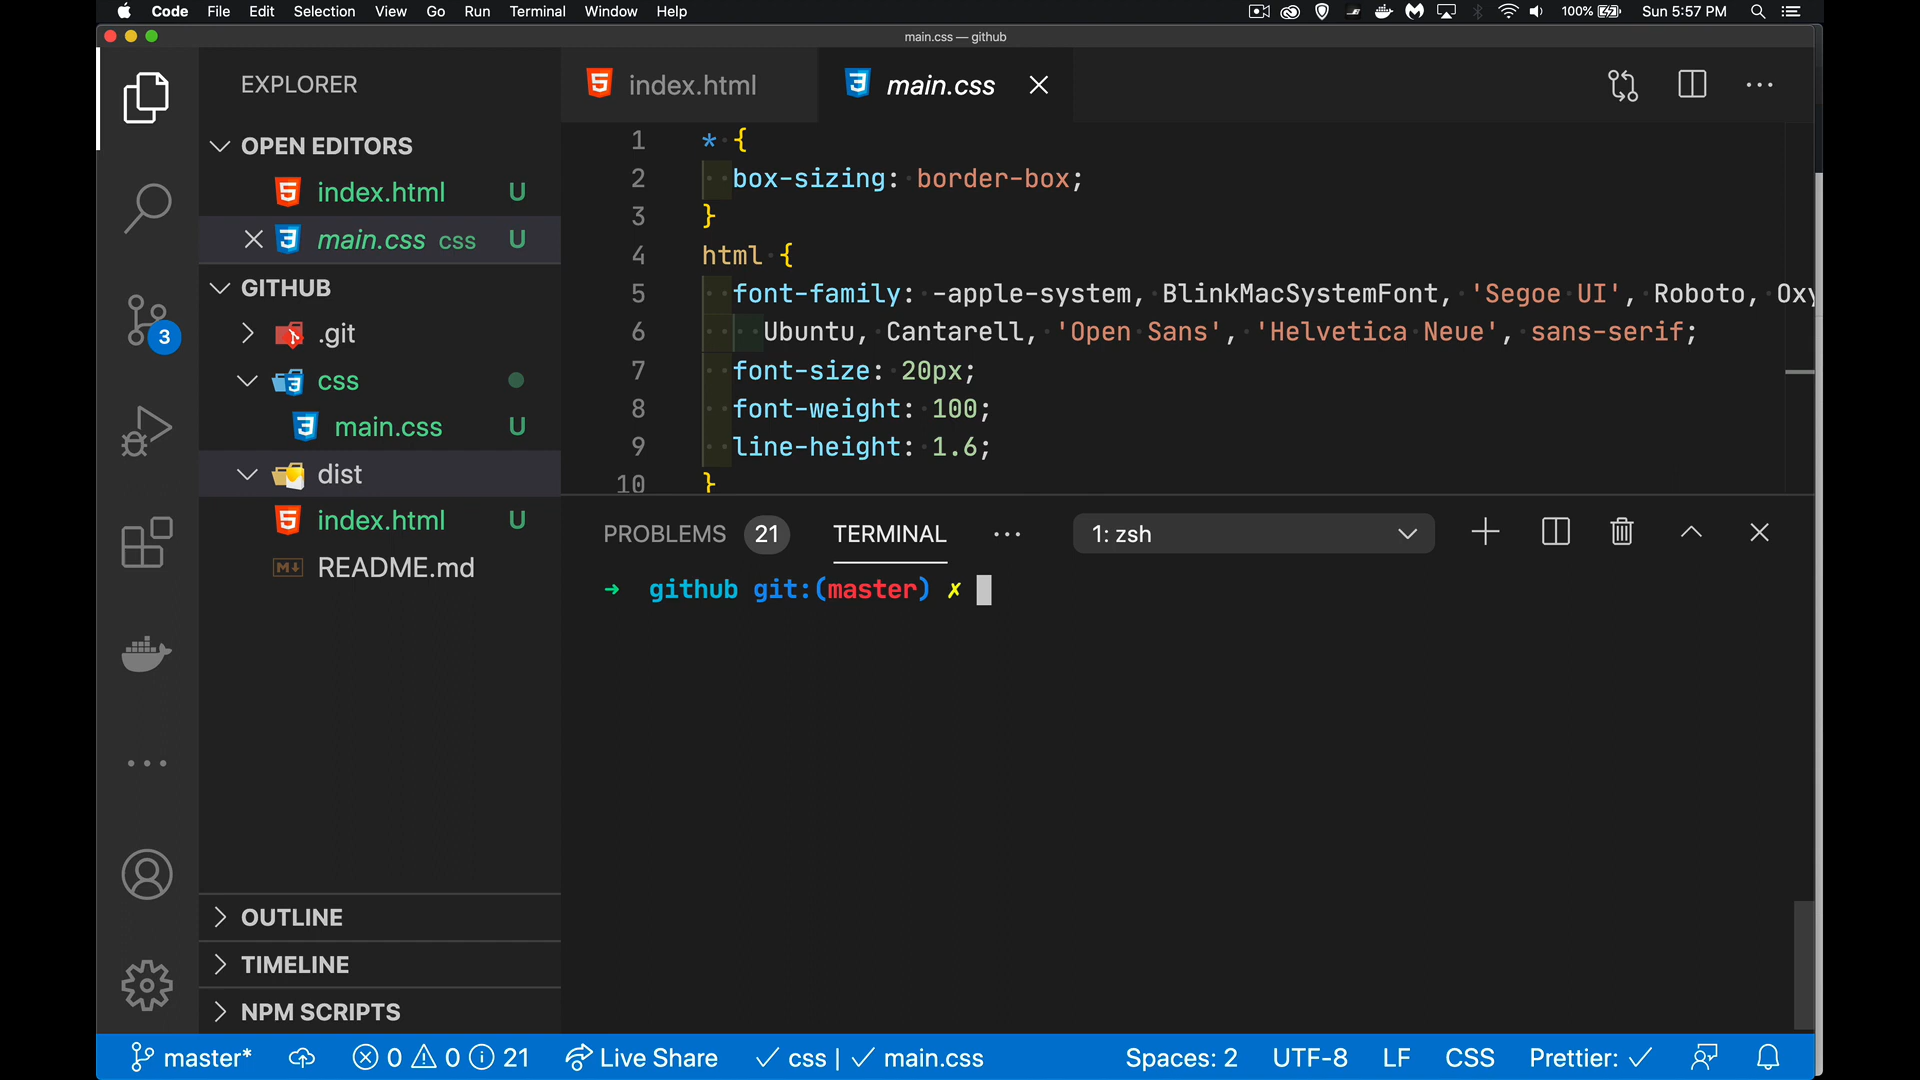 Code File Edit Selection View Go Run Terminal Window Help 100% Sun 5:57 PM
main.css — github
EXPLORER
OPEN EDITORS
index.html U
main.css css U
GITHUB
.git
css
main.css U
dist
index.html U
README.md
OUTLINE
TIMELINE
NPM SCRIPTS
3
index.html main.css
1 * {
2 box-sizing: border-box;
3 }
4 html {
5 font-family: -apple-system, BlinkMacSystemFont, 'Segoe UI', Roboto, Oxy
6 Ubuntu, Cantarell, 'Open Sans', 'Helvetica Neue', sans-serif;
7 font-size: 20px;
8 font-weight: 100;
9 line-height: 1.6;
10 }
PROBLEMS 21 TERMINAL ... 1: zsh
➜ github git:(master) ✗
master* 0 0 21 Live Share ✓ css | ✓ main.css Spaces: 2 UTF-8 LF CSS Prettier: ✓